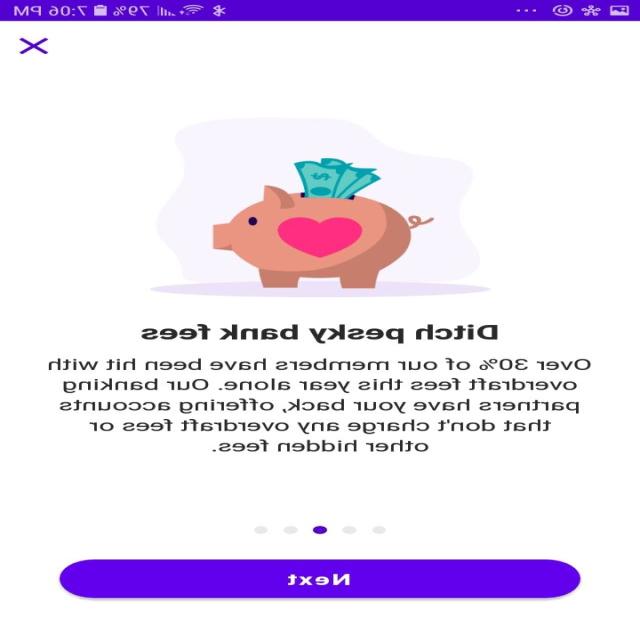 79% 7:06 PM
Ditch pesky bank fees
Over 30% of our members have been hit with
overdraft fees this year alone. Our banking
partners have your back, offering accounts
that don't charge any overdraft fees or
other hidden fees.
Next